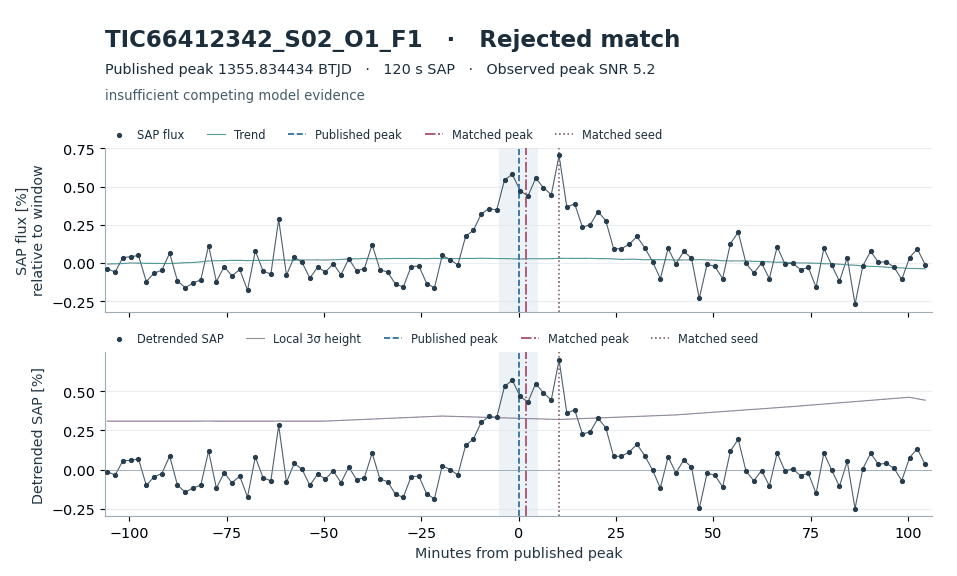 TIC66412342_S02_O1_F1 · Rejected match
Published peak 1355.834434 BTJD · 120 s SAP · Observed peak SNR 5.2
insufficient competing model evidence
SAP flux Trend Published peak Matched peak Matched seed
SAP flux [%]
relative to window
0.75
0.50
0.25
0.00
−0.25
Detrended SAP Local 3σ height Published peak Matched peak Matched seed
Detrended SAP [%]
0.50
0.25
0.00
−0.25
−100 −75 −50 −25 0 25 50 75 100
Minutes from published peak